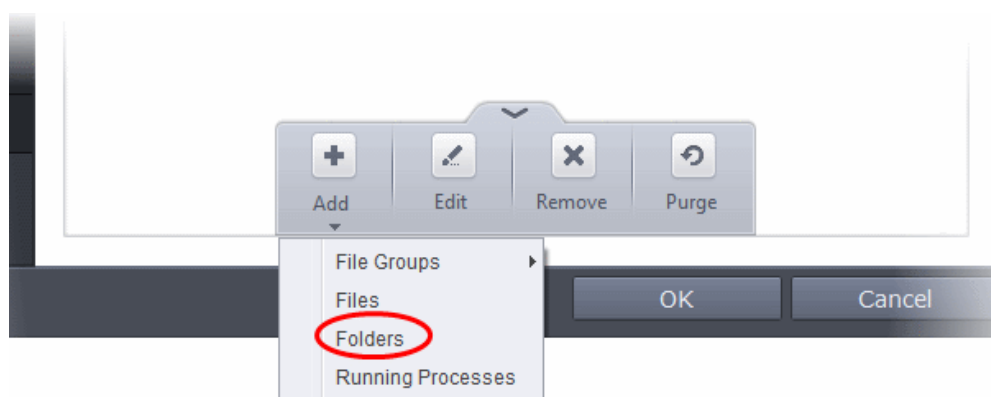 Add Edit Remove Purge
File Groups
Files
OK Cancel
Folders
Running Processes